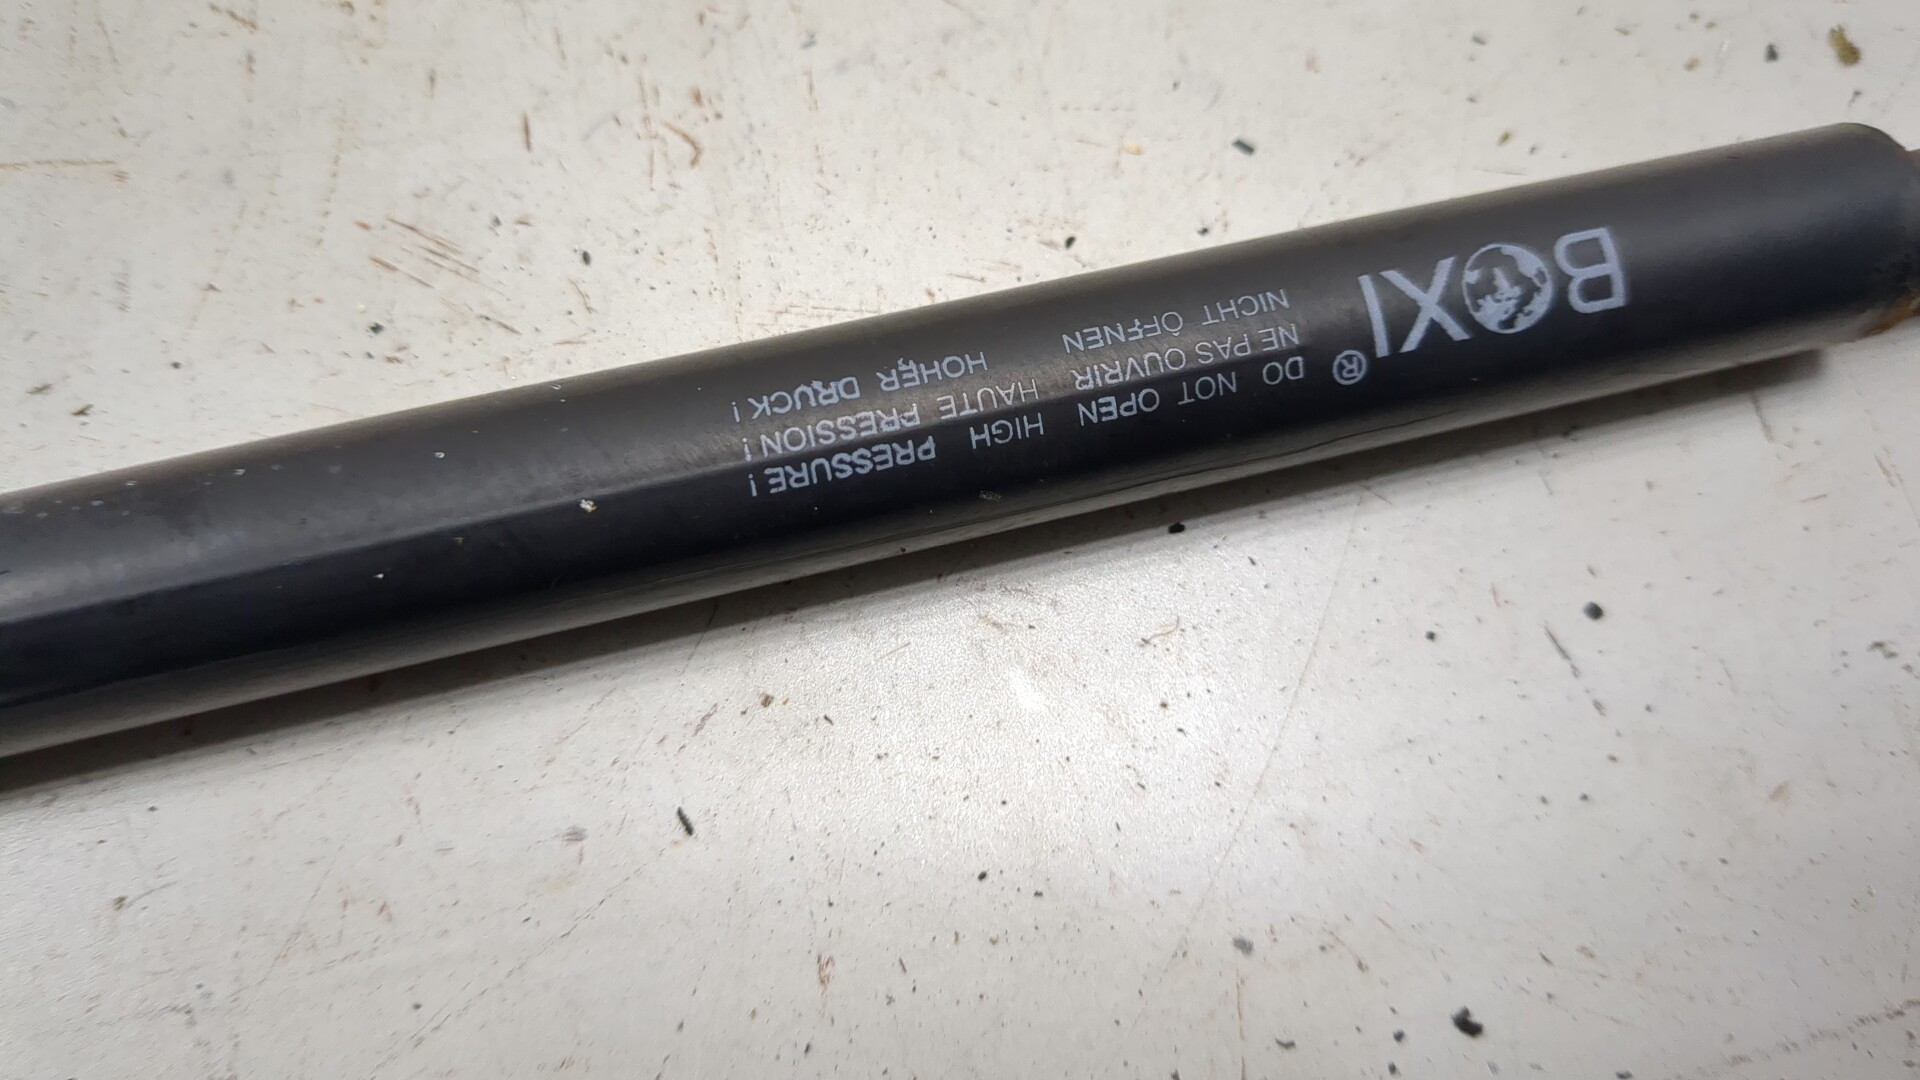 BOXI®
DO NOT OPEN HIGH PRESSURE!
NE PAS OUVRIR HAUTE PRESSION!
NICHT ÖFFNEN HOHER DRUCK!